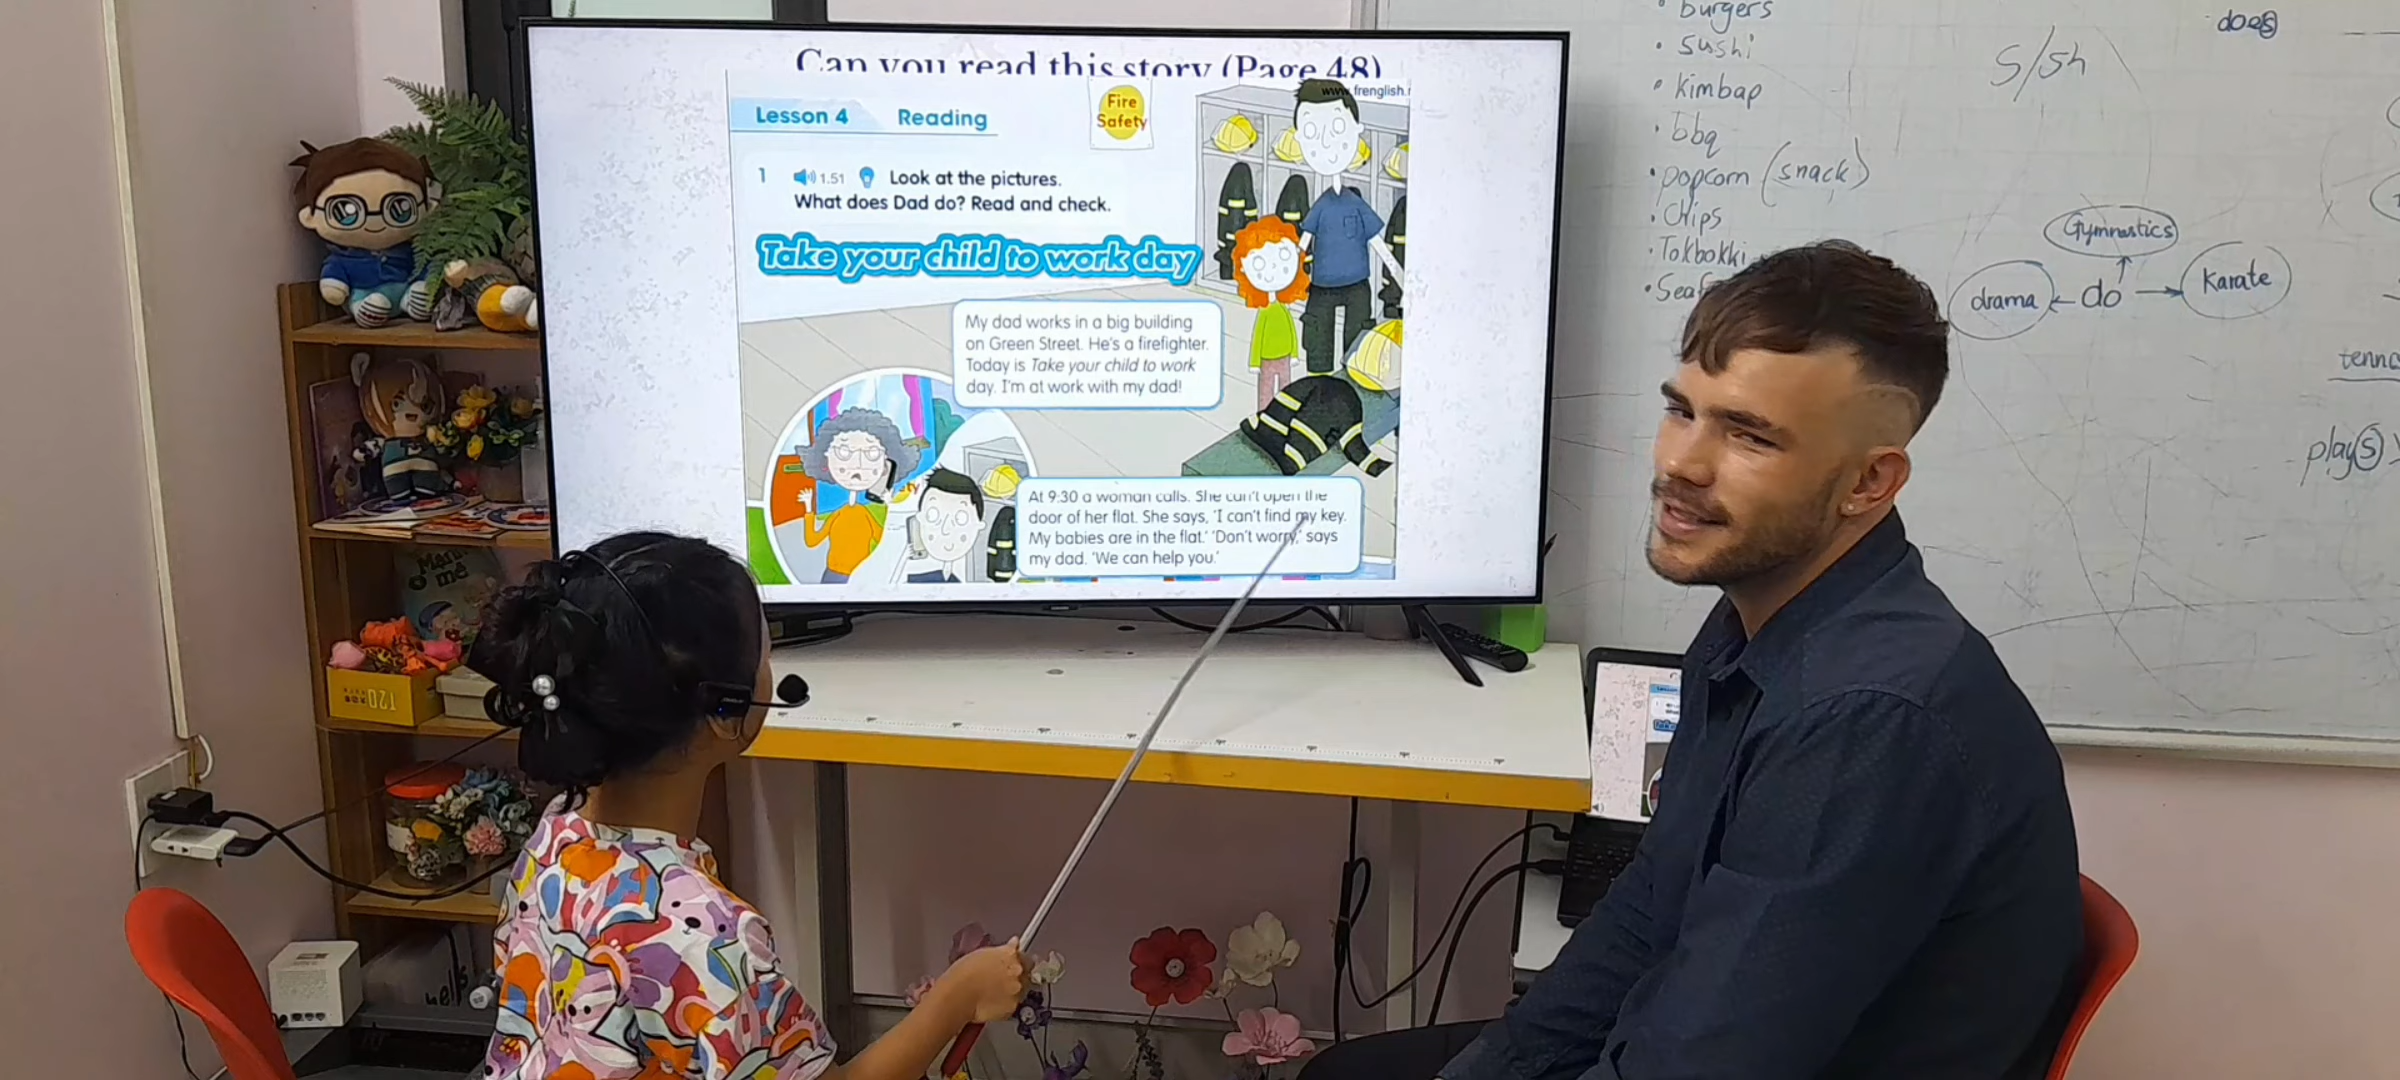 Can you read this story (Page 48)
www.frenglish.
Lesson 4 Reading
Fire
Safety
1 1.51 Look at the pictures.
What does Dad do? Read and check.
Take your child to work day
My dad works in a big building
on Green Street. He's a firefighter.
Today is Take your child to work
day. I'm at work with my dad!
At 9:30 a woman calls. She can't open the
door of her flat. She says, 'I can't find my key.
My babies are in the flat.' 'Don't worry,' says
my dad. 'We can help you.'
• burgers
• sushi
• kimbap
• bbq
• popcorn (snack)
• Chips
• Tokbokki
• Seaf
S/sh
does
Gymnastics
drama ← do → Karate
tenn
play(s)
120